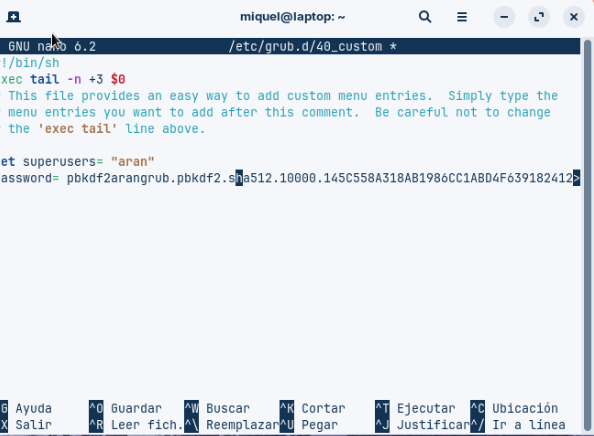 miquel@laptop: ~
GNU nano 6.2 /etc/grub.d/40_custom *
!/bin/sh
xec tail -n +3 $0
This file provides an easy way to add custom menu entries.  Simply type the
menu entries you want to add after this comment.  Be careful not to change
the 'exec tail' line above.
et superusers= "aran"
assword= pbkdf2arangrub.pbkdf2.sha512.10000.145C558A318AB1986CC1ABD4F639182412>
G Ayuda ^O Guardar ^W Buscar ^K Cortar ^T Ejecutar ^C Ubicación
X Salir ^R Leer fich. ^\ Reemplazar ^U Pegar ^J Justificar ^/ Ir a línea